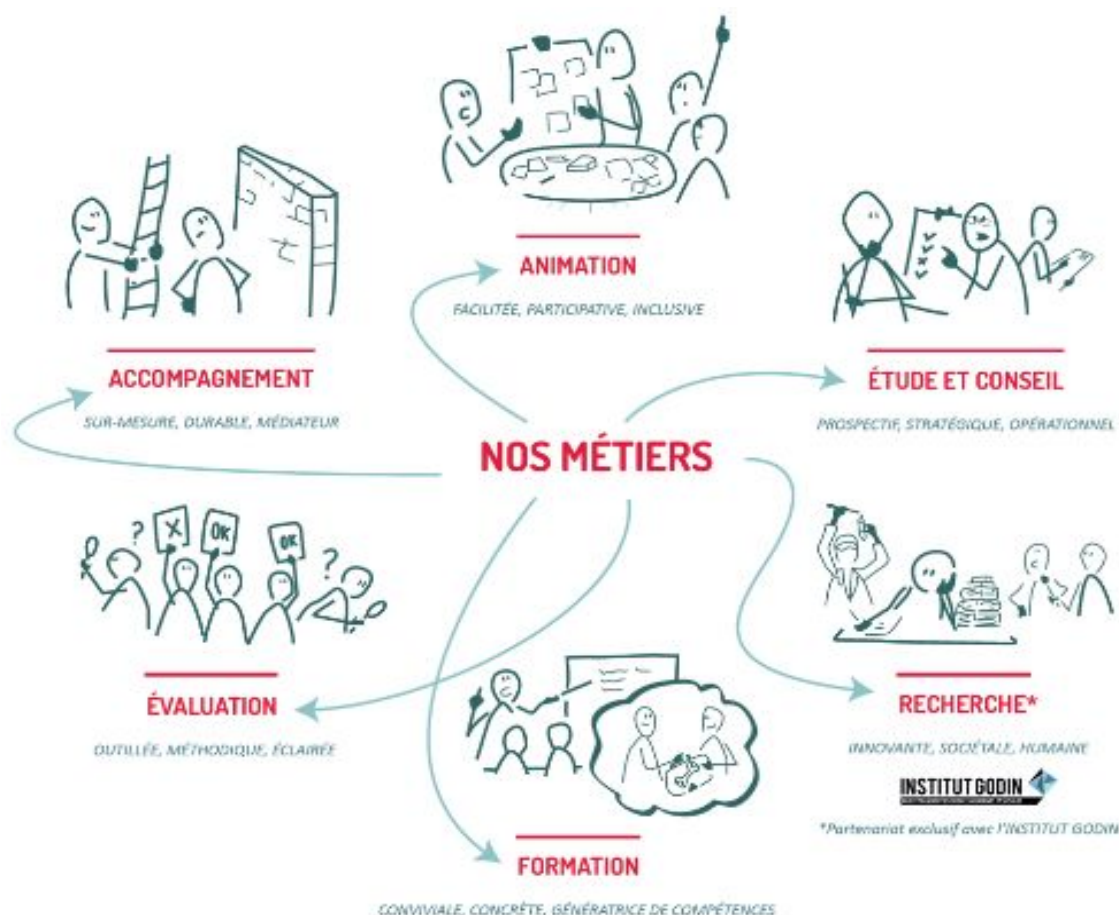 ANIMATION
FACILITÉE, PARTICIPATIVE, INCLUSIVE
ACCOMPAGNEMENT
SUR-MESURE, DURABLE, MÉDIATEUR
ÉTUDE ET CONSEIL
PROSPECTIF, STRATÉGIQUE, OPÉRATIONNEL
NOS MÉTIERS
?
X
OK
OK
?
ÉVALUATION
OUTILLÉE, MÉTHODIQUE, ÉCLAIRÉE
RECHERCHE*
INNOVANTE, SOCIÉTALE, HUMAINE
INSTITUT GODIN
*Partenariat exclusif avec l'INSTITUT GODIN
FORMATION
CONVIVIALE, CONCRÈTE, GÉNÉRATRICE DE COMPÉTENCES